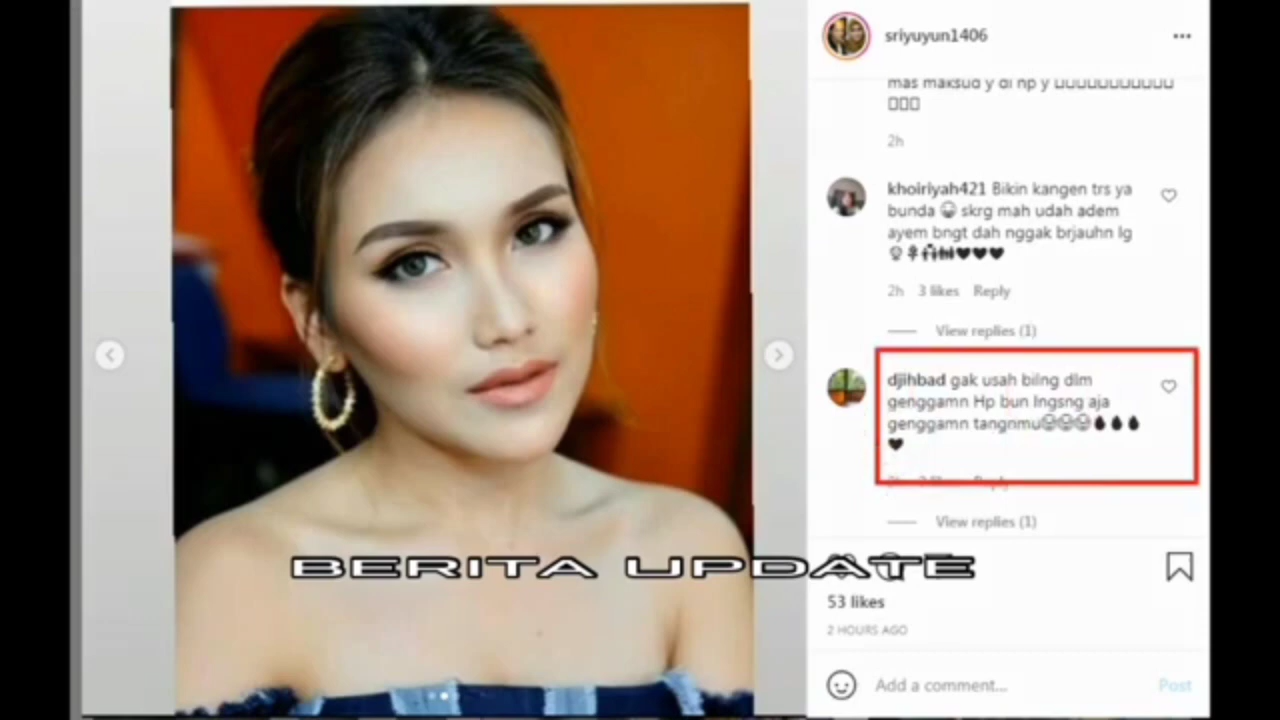 sriyuyun1406
mas maksud y di hp y
2h
khoiriyah421 Bikin kangen trs ya
bunda 😀 skrg mah udah adem
ayem bngt dah nggak brjauhn lg
🖤🖤🖤
2h 3 likes Reply
View replies (1)
djihbad gak usah bilng dlm
genggamn Hp bun lngsng aja
genggamn tangnmu
🖤
View replies (1)
BERITA UPDATE
53 likes
2 HOURS AGO
Add a comment... Post